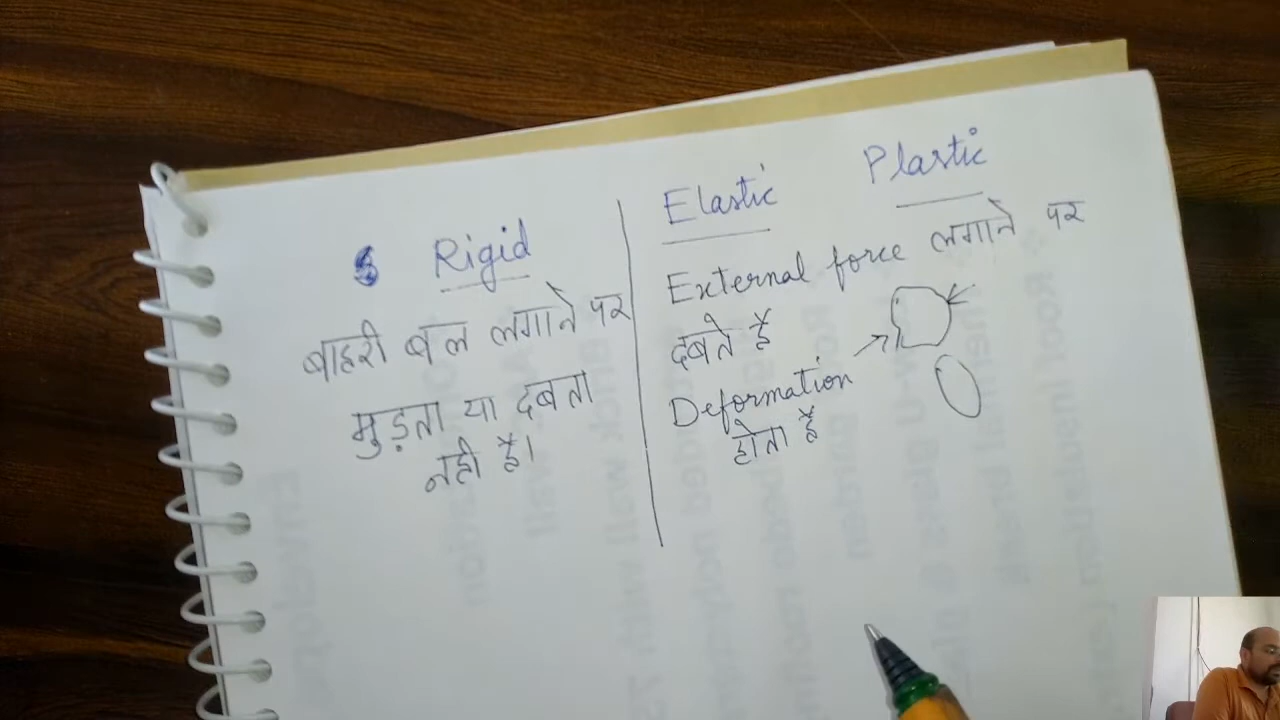 Rigid
बाहरी बल लगाने पर
मुड़ता या दबता
नही है।
Elastic Plastic
External force लगाने पर
दबते है
Deformation
होता है